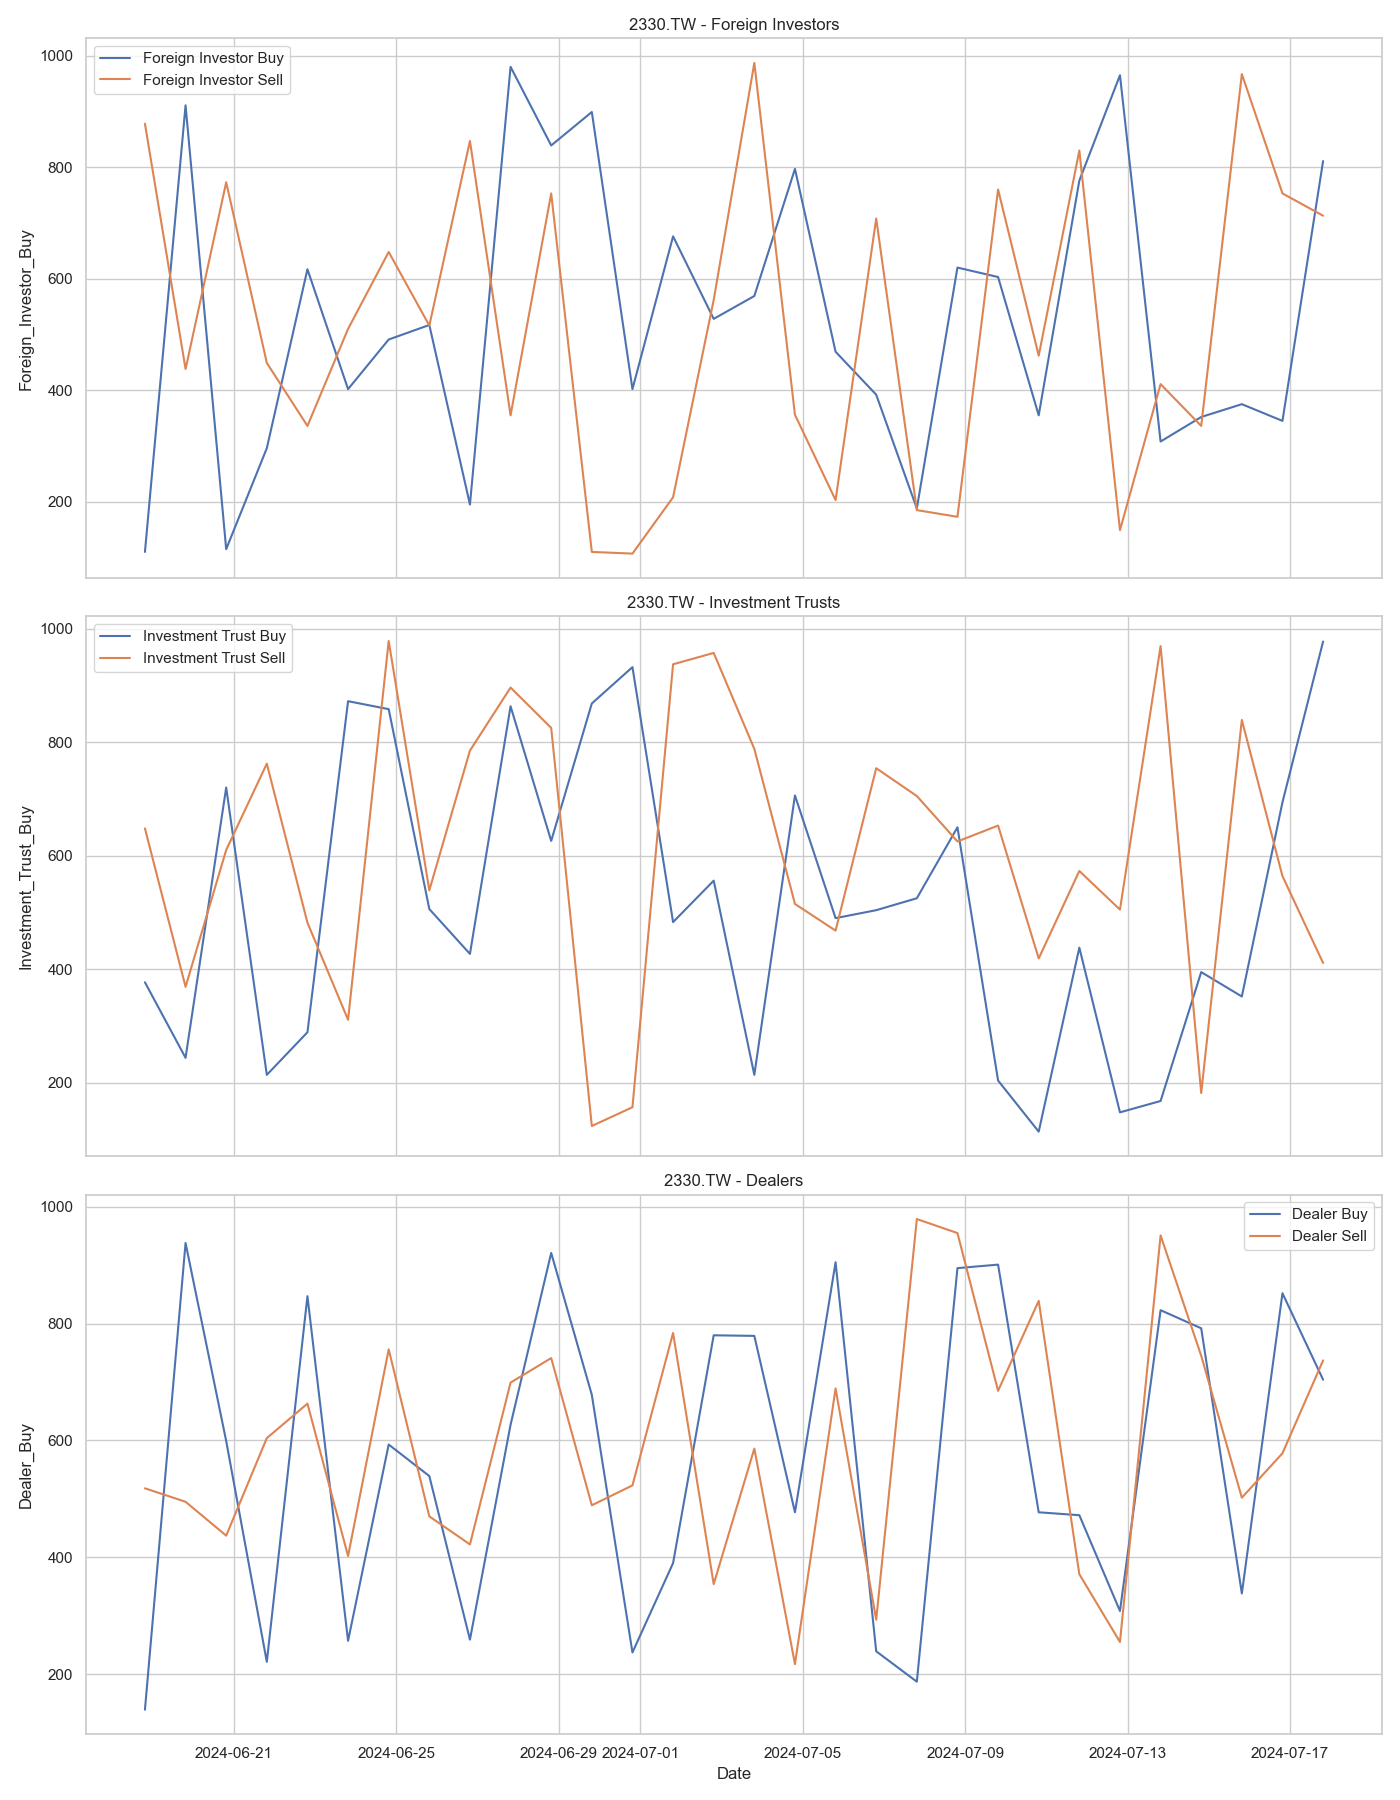 2330.TW - Foreign Investors
Foreign Investor Buy
Foreign Investor Sell
1000
800
600
400
200
Foreign_Investor_Buy
2330.TW - Investment Trusts
Investment Trust Buy
Investment Trust Sell
1000
800
600
400
200
Investment_Trust_Buy
2330.TW - Dealers
Dealer Buy
Dealer Sell
1000
800
600
400
200
Dealer_Buy
2024-06-21 2024-06-25 2024-06-29 2024-07-01 2024-07-05 2024-07-09 2024-07-13 2024-07-17
Date